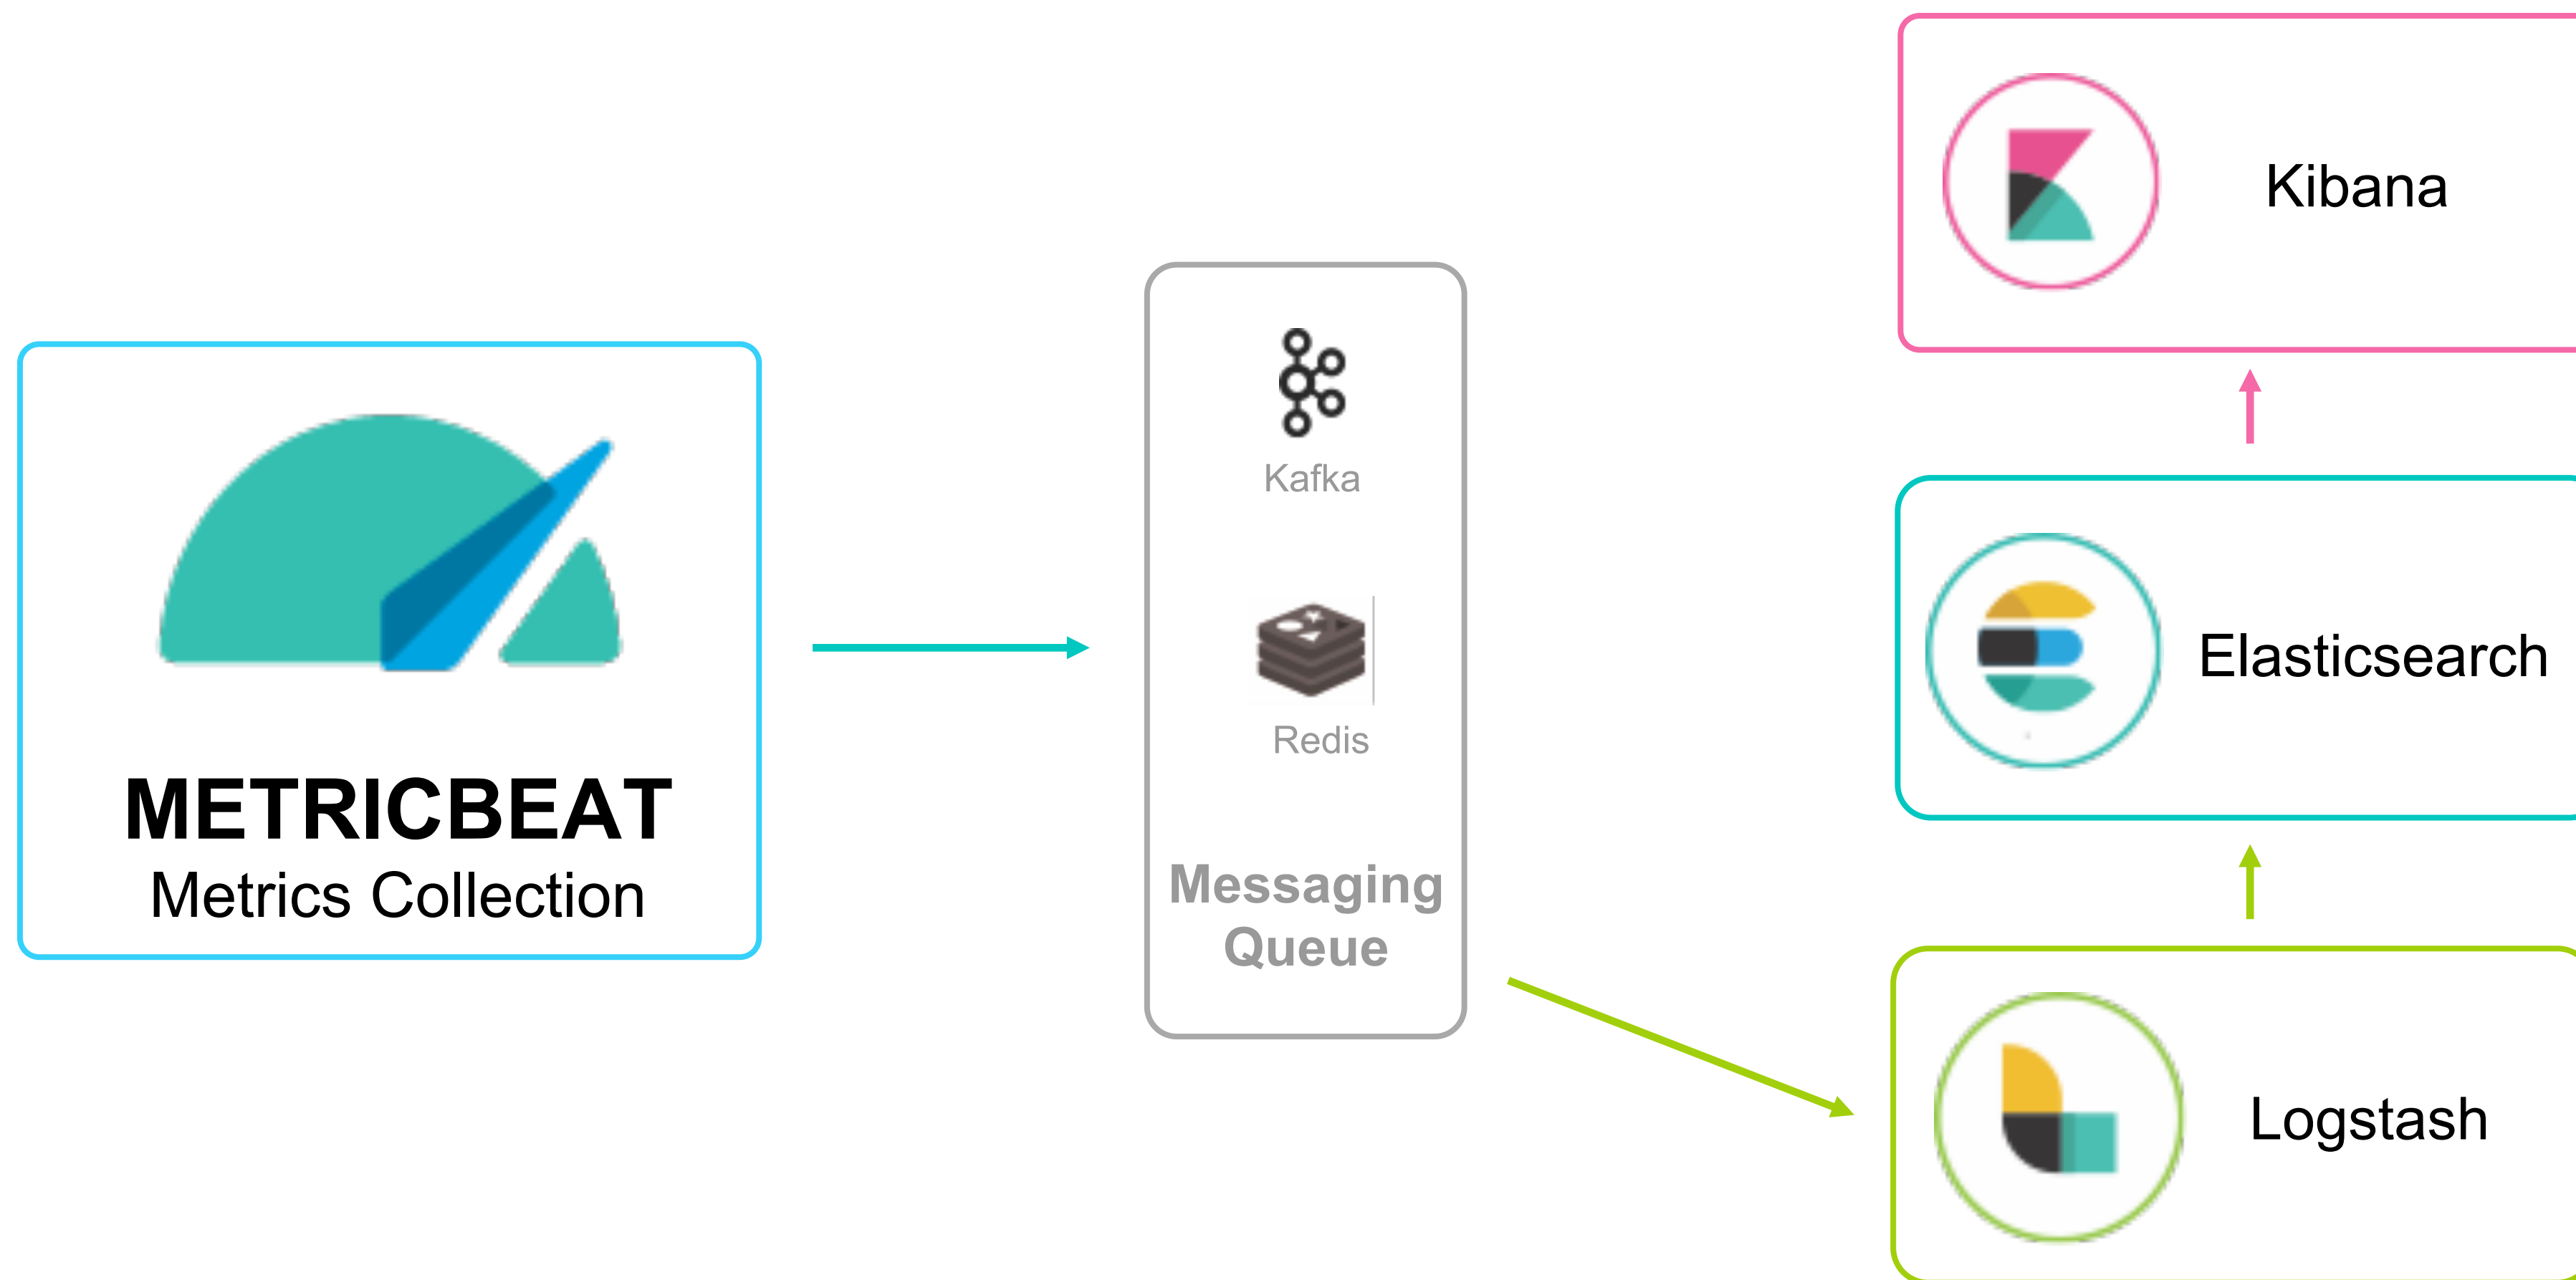 METRICBEAT
Metrics Collection
Kafka
Redis
Messaging
Queue
Kibana
Elasticsearch
Logstash